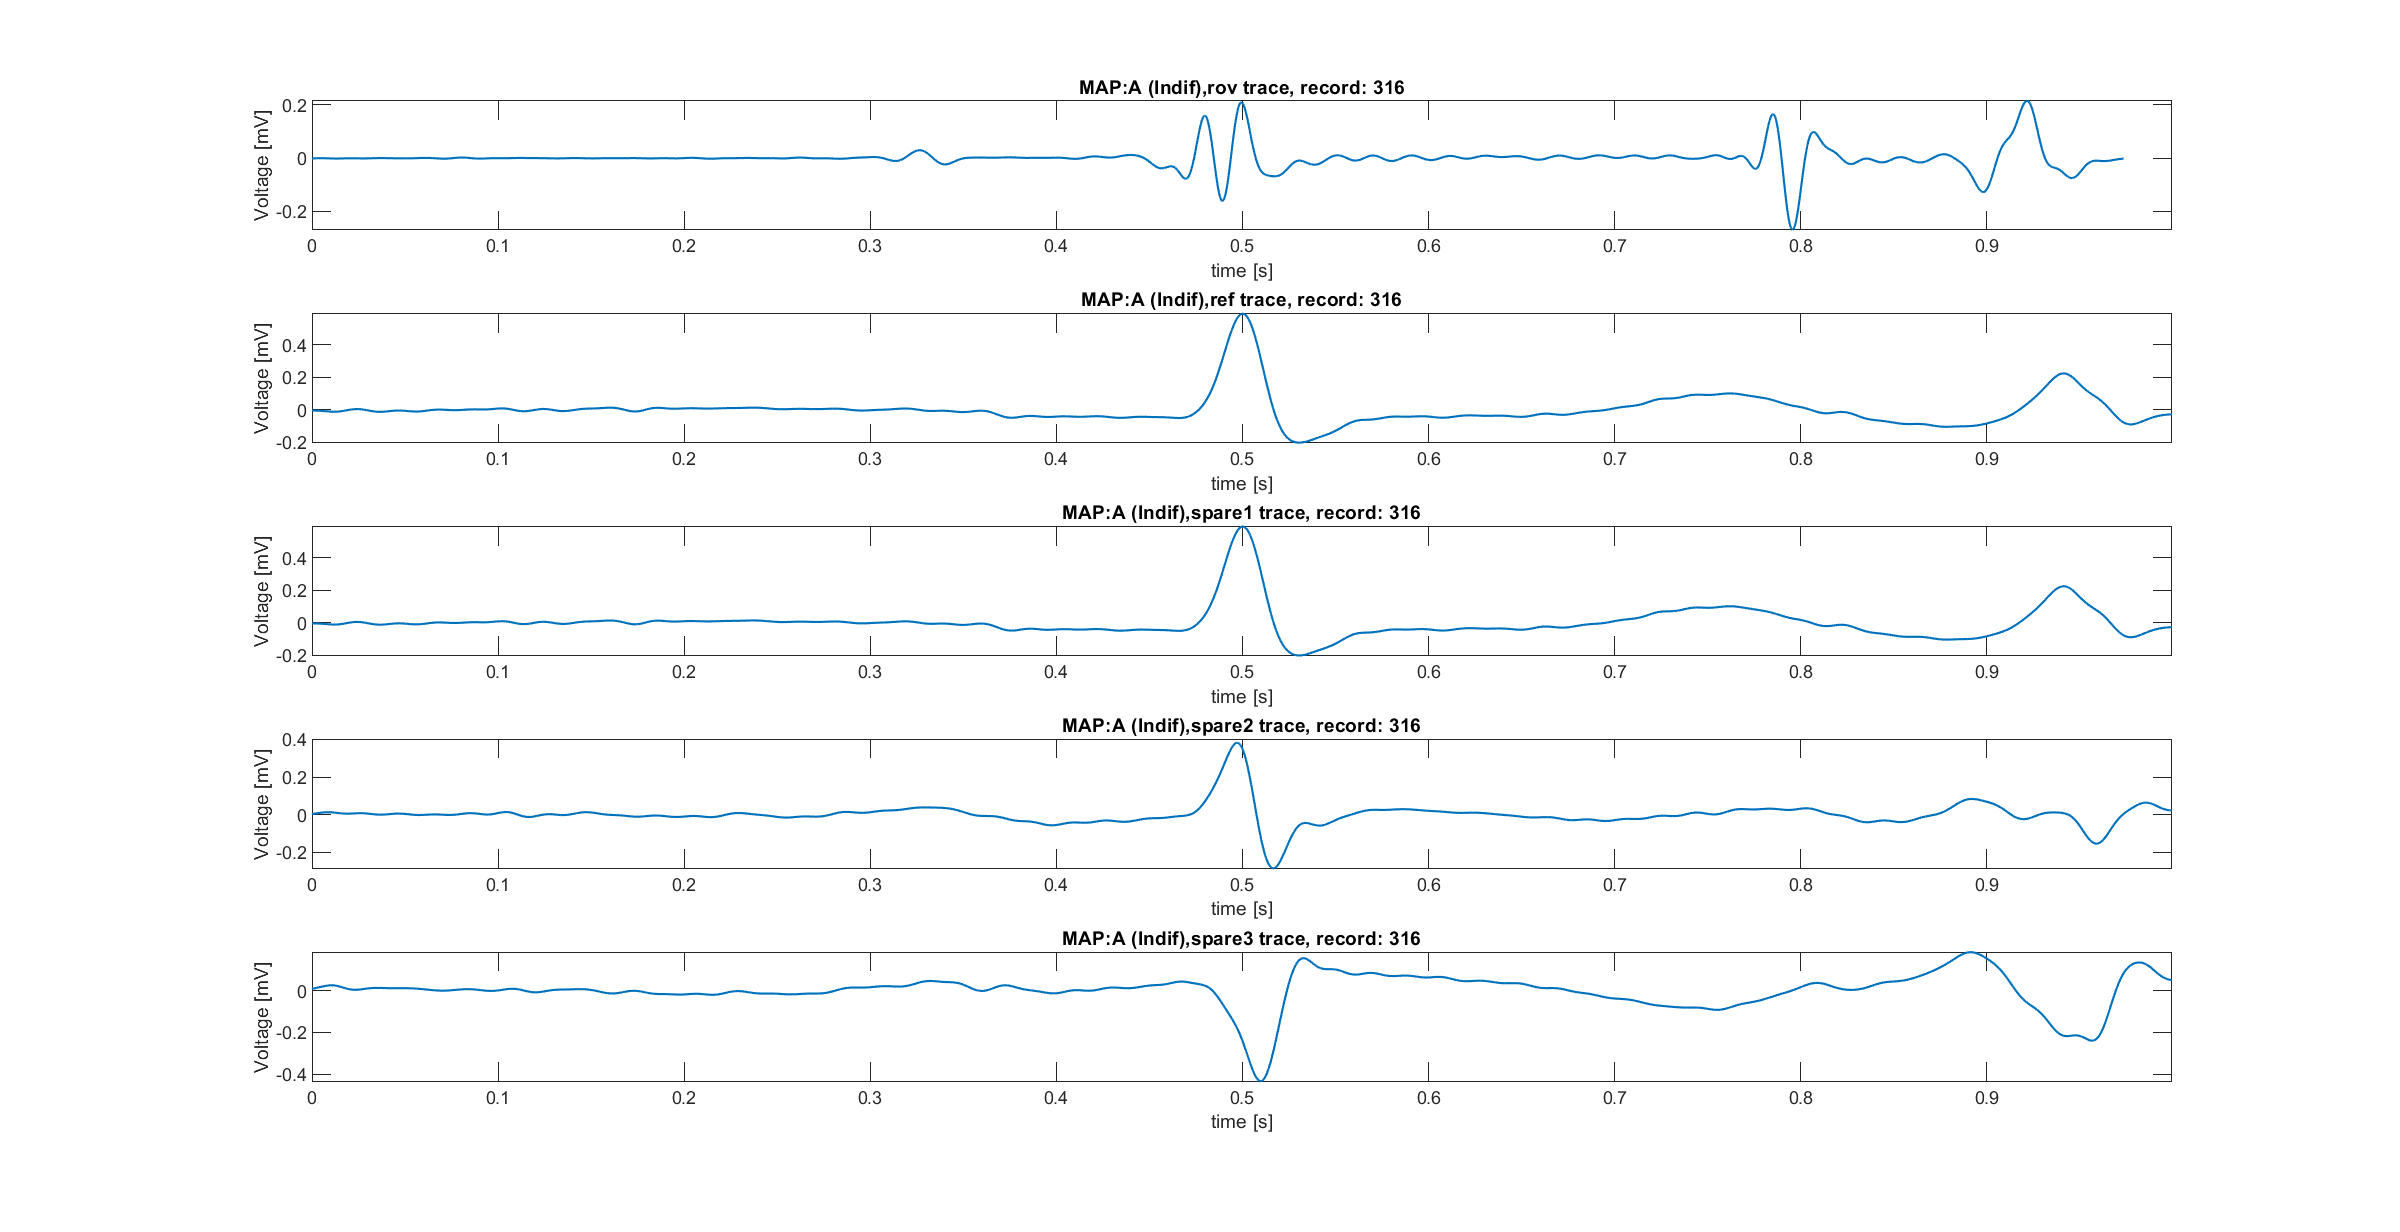 MAP:A (Indif),rov trace, record: 316
Voltage [mV]
0.2
0
-0.2
0 0.1 0.2 0.3 0.4 0.5 0.6 0.7 0.8 0.9
time [s]
MAP:A (Indif),ref trace, record: 316
Voltage [mV]
0.4
0.2
0
-0.2
0 0.1 0.2 0.3 0.4 0.5 0.6 0.7 0.8 0.9
time [s]
MAP:A (Indif),spare1 trace, record: 316
Voltage [mV]
0.4
0.2
0
-0.2
0 0.1 0.2 0.3 0.4 0.5 0.6 0.7 0.8 0.9
time [s]
MAP:A (Indif),spare2 trace, record: 316
Voltage [mV]
0.4
0.2
0
-0.2
0 0.1 0.2 0.3 0.4 0.5 0.6 0.7 0.8 0.9
time [s]
MAP:A (Indif),spare3 trace, record: 316
Voltage [mV]
0
-0.2
-0.4
0 0.1 0.2 0.3 0.4 0.5 0.6 0.7 0.8 0.9
time [s]